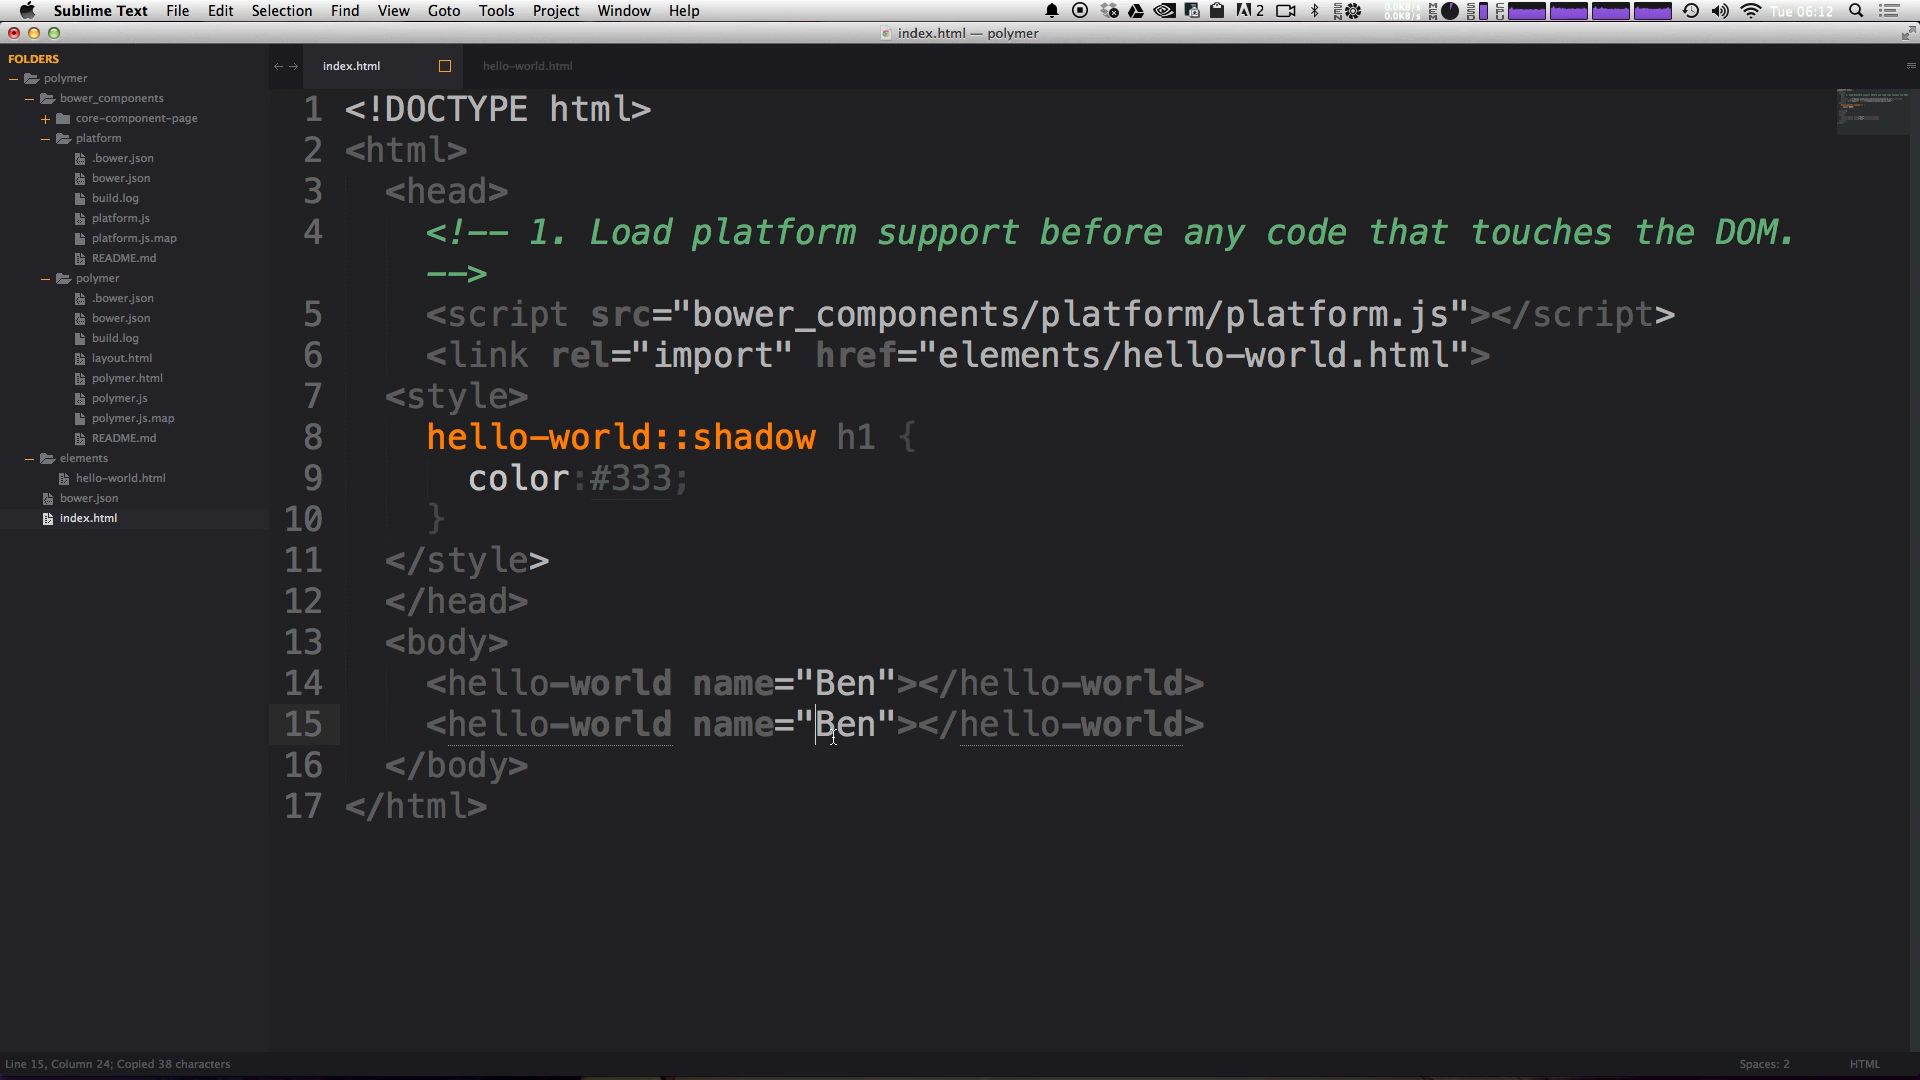 Sublime Text File Edit Selection Find View Goto Tools Project Window Help 2 Tue 06:12
index.html — polymer
FOLDERS
polymer
bower_components
core-component-page
platform
.bower.json
bower.json
build.log
platform.js
platform.js.map
README.md
polymer
.bower.json
bower.json
build.log
layout.html
polymer.html
polymer.js
polymer.js.map
README.md
elements
hello-world.html
bower.json
index.html
index.html hello-world.html
1 <!DOCTYPE html>
2 <html>
3 <head>
4 <!-- 1. Load platform support before any code that touches the DOM.
-->
5 <script src="bower_components/platform/platform.js"></script>
6 <link rel="import" href="elements/hello-world.html">
7 <style>
8 hello-world::shadow h1 {
9 color:#333;
10 }
11 </style>
12 </head>
13 <body>
14 <hello-world name="Ben"></hello-world>
15 <hello-world name="Ben"></hello-world>
16 </body>
17 </html>
Line 15, Column 24; Copied 38 characters Spaces: 2 HTML